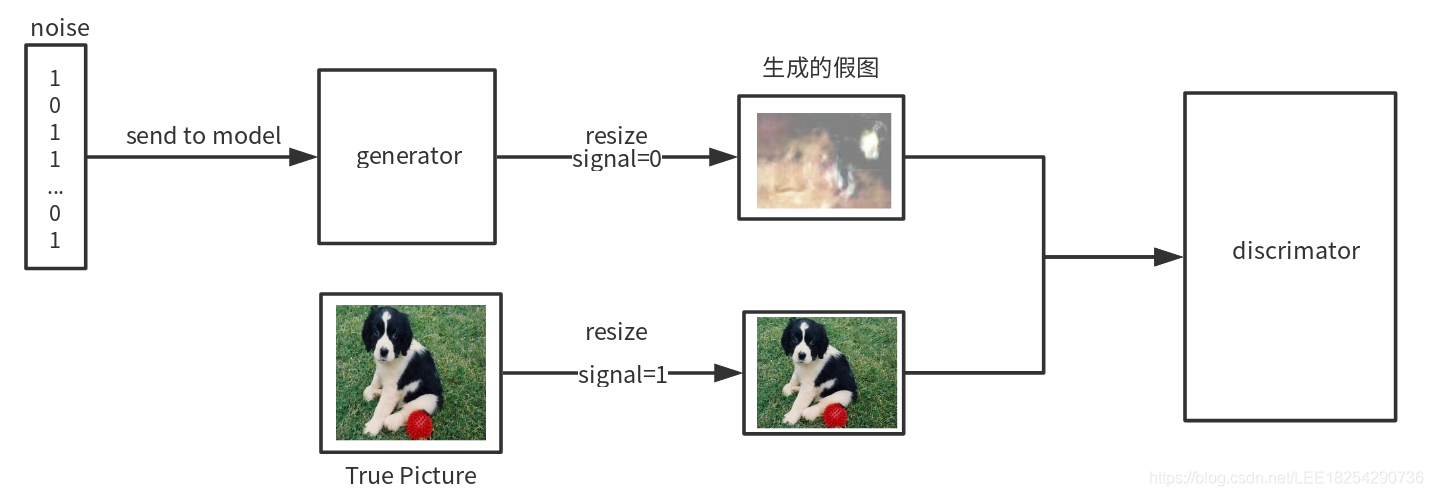 noise
1
0
1
1
...
0
1
send to model
generator
resize
signal=0
生成的假图
discrimator
True Picture
resize
signal=1
https://blog.csdn.net/LEE18254290736